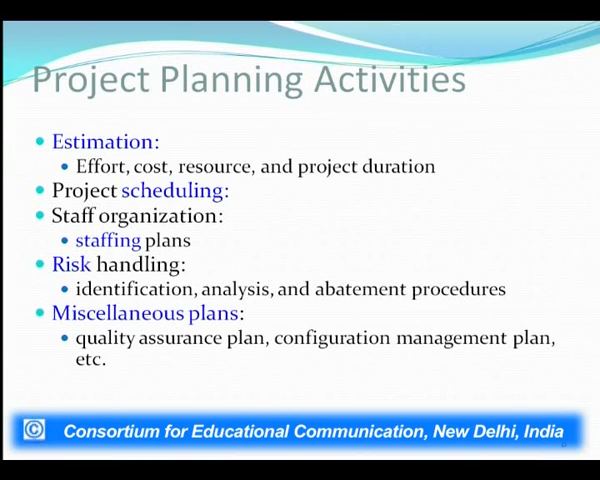 Project Planning Activities
• Estimation:
• Effort, cost, resource, and project duration
• Project scheduling:
• Staff organization:
• staffing plans
• Risk handling:
• identification, analysis, and abatement procedures
• Miscellaneous plans:
• quality assurance plan, configuration management plan,
etc.
© Consortium for Educational Communication, New Delhi, India